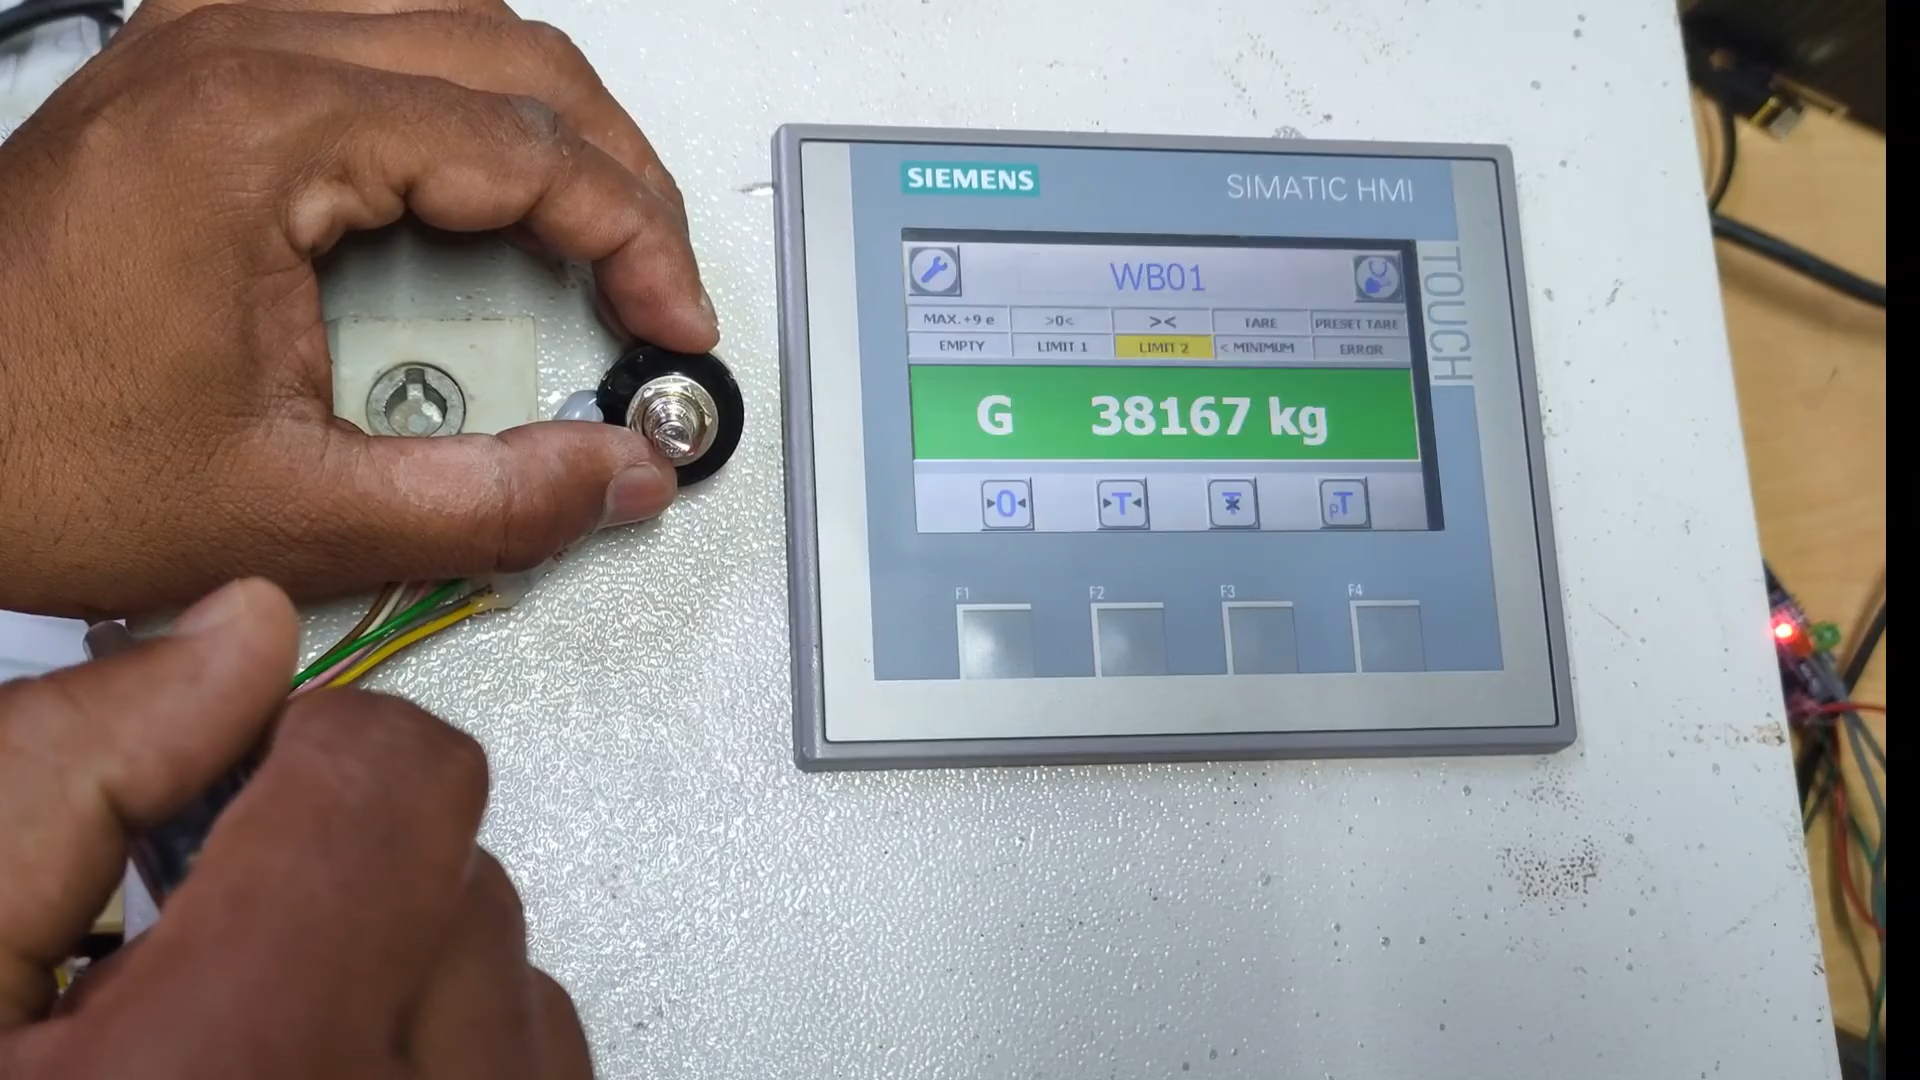 SIEMENS
SIMATIC HMI
TOUCH
WB01
MAX.+9 e >0< >< TARE PRESET TARE
EMPTY LIMIT 1 LIMIT 2 < MINIMUM ERROR
G 38167 kg
>0< >T< T pT
F1 F2 F3 F4